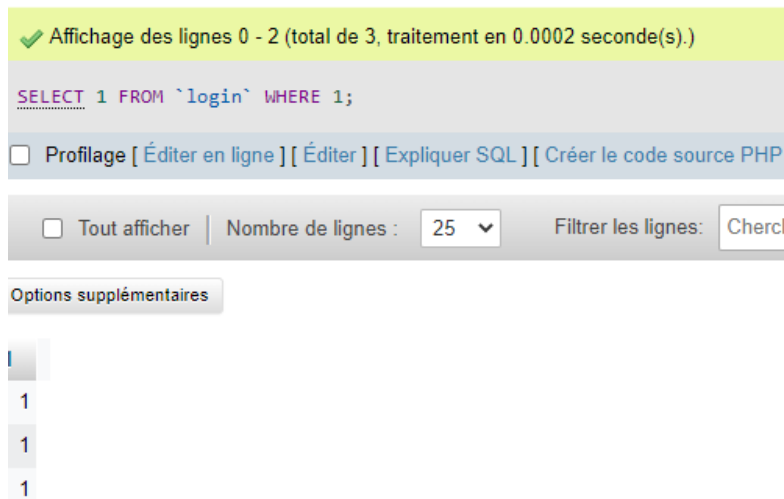 Affichage des lignes 0 - 2 (total de 3, traitement en 0.0002 seconde(s).)
SELECT 1 FROM `login` WHERE 1;
Profilage [ Éditer en ligne ] [ Éditer ] [ Expliquer SQL ] [ Créer le code source PHP
Tout afficher | Nombre de lignes : 25 Filtrer les lignes:
Options supplémentaires
1
1
1